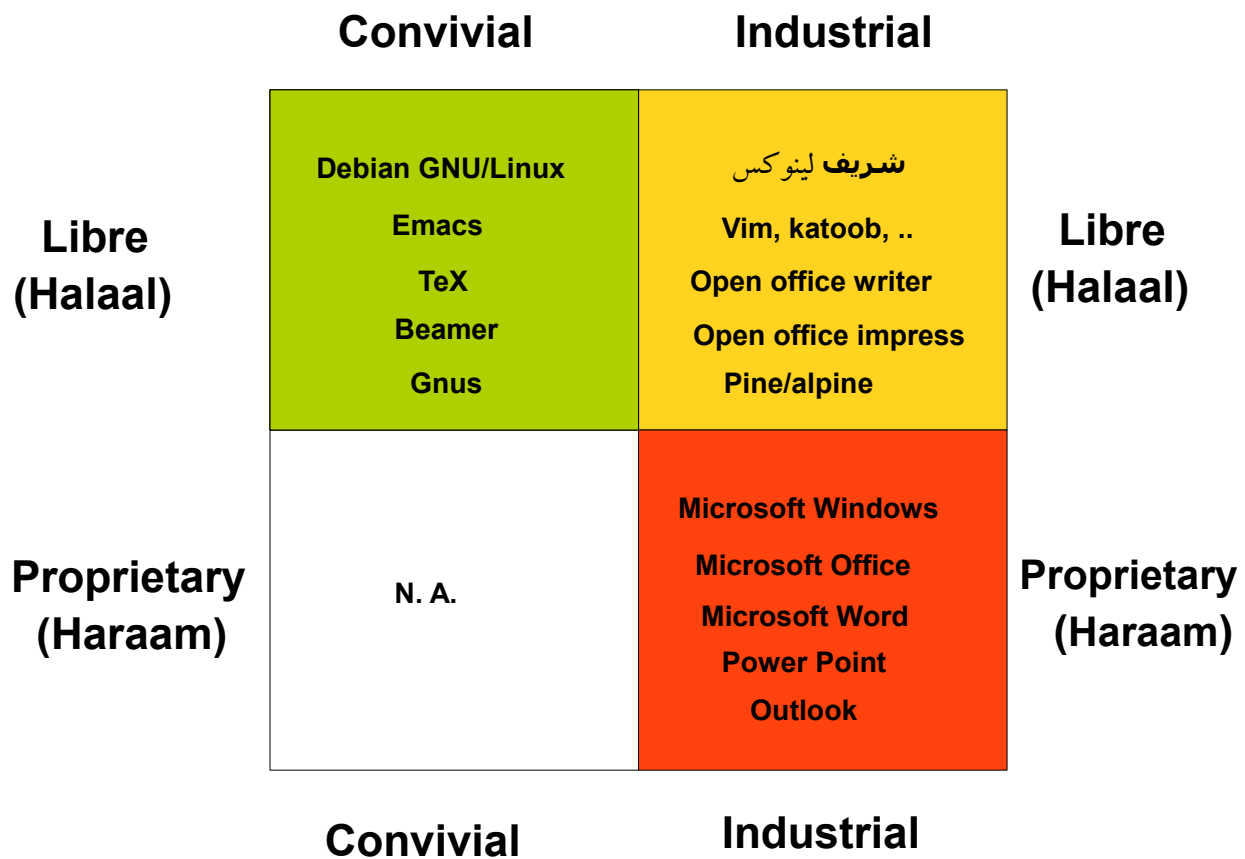 Convivial Industrial
Debian GNU/Linux
Emacs
TeX
Beamer
Gnus
شریف لینوکس
Vim, katoob, ..
Open office writer
Open office impress
Pine/alpine
Libre
(Halaal)
Libre
(Halaal)
N. A.
Microsoft Windows
Microsoft Office
Microsoft Word
Power Point
Outlook
Proprietary
(Haraam)
Proprietary
(Haraam)
Convivial Industrial